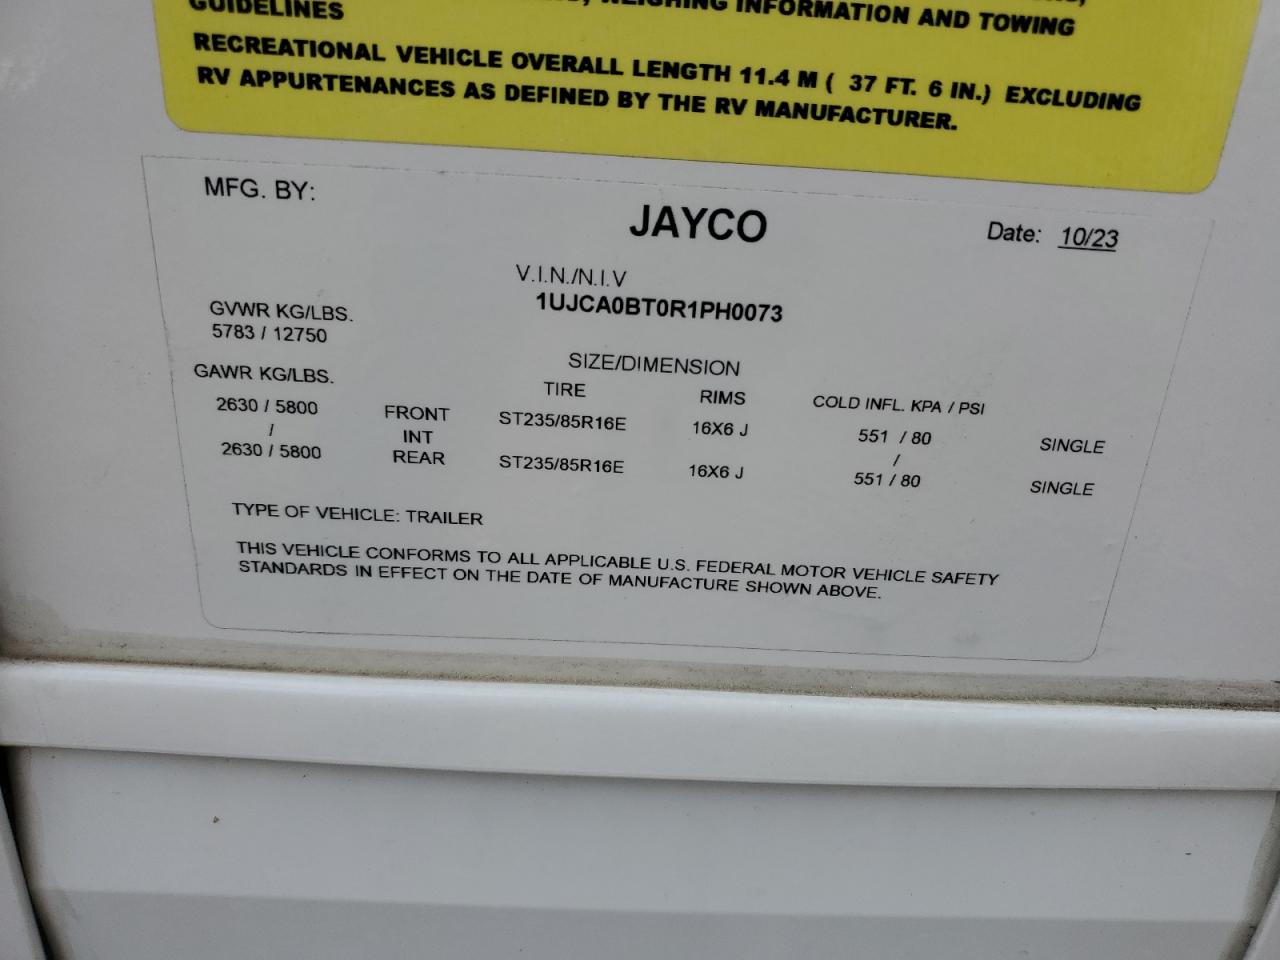 WEIGHING INFORMATION AND TOWING
GUIDELINES
RECREATIONAL VEHICLE OVERALL LENGTH 11.4 M ( 37 FT. 6 IN.) EXCLUDING
RV APPURTENANCES AS DEFINED BY THE RV MANUFACTURER.
MFG. BY:
JAYCO
Date: 10/23
V.I.N./N.I.V
1UJCA0BT0R1PH0073
GVWR KG/LBS.
5783 / 12750
SIZE/DIMENSION
GAWR KG/LBS. TIRE RIMS COLD INFL. KPA / PSI
2630 / 5800 FRONT ST235/85R16E 16X6 J 551 / 80 SINGLE
/ INT /
2630 / 5800 REAR ST235/85R16E 16X6 J 551 / 80 SINGLE
TYPE OF VEHICLE: TRAILER
THIS VEHICLE CONFORMS TO ALL APPLICABLE U.S. FEDERAL MOTOR VEHICLE SAFETY
STANDARDS IN EFFECT ON THE DATE OF MANUFACTURE SHOWN ABOVE.